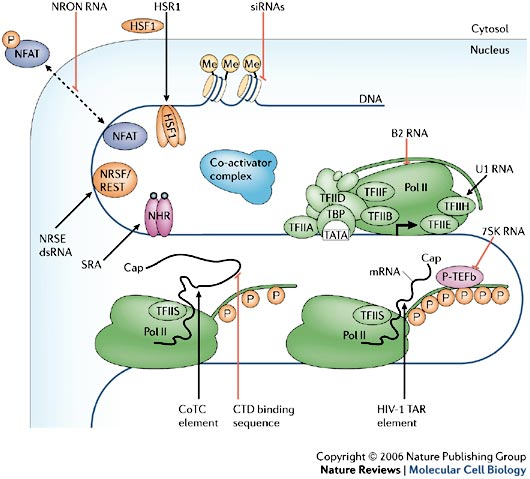 NRON RNA
HSR1
siRNAs
HSF1
Cytosol
P
NFAT
Nucleus
Me Me Me
DNA
HSF1
NFAT
B2 RNA
Co-activator
complex
NRSF/
REST
U1 RNA
Pol II
TFIID
TFIIF
TFIIH
NHR
TBP
TFIIB
TFIIE
TFIIA
TATA
NRSE
dsRNA
SRA
7SK RNA
Cap
Cap
mRNA
P-TEFb
P P P
P P P P P P
TFIIS
TFIIS
Pol II
Pol II
CoTC
element
CTD binding
sequence
HIV-1 TAR
element
Copyright © 2006 Nature Publishing Group
Nature Reviews | Molecular Cell Biology